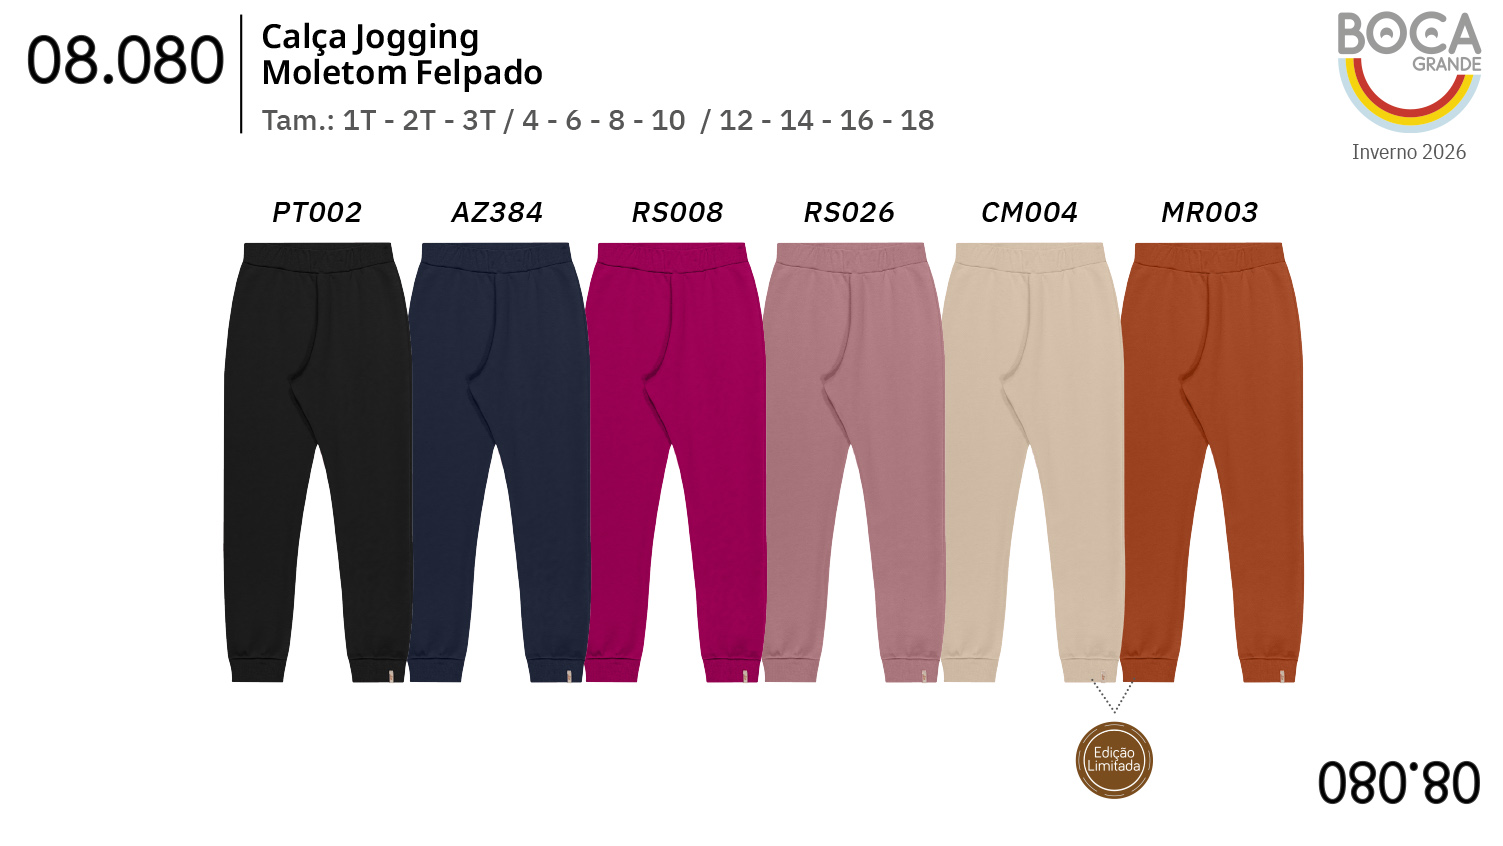 08.080
Calça Jogging
Moletom Felpado
Tam.: 1T - 2T - 3T / 4 - 6 - 8 - 10 / 12 - 14 - 16 - 18
BOCA
GRANDE
Inverno 2026
PT002
AZ384
RS008
RS026
CM004
MR003
Edição
Limitada
08.080